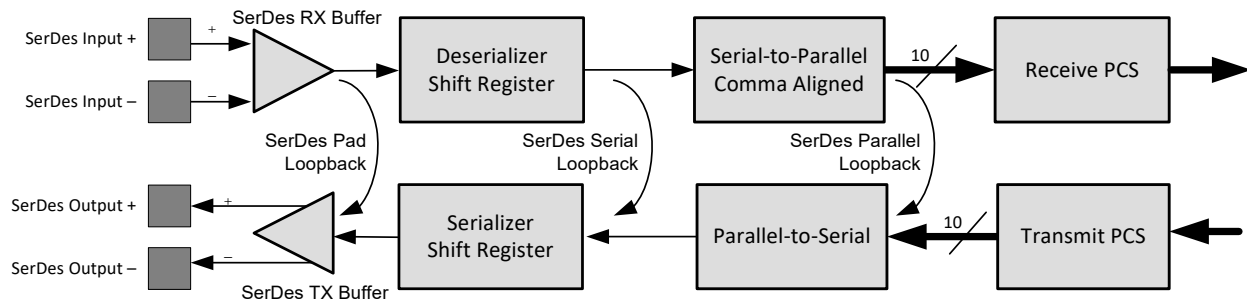 SerDes RX Buffer
SerDes Input +
+
SerDes Input –
–
Deserializer
Shift Register
Serial-to-Parallel
Comma Aligned
10
Receive PCS
SerDes Pad
Loopback
SerDes Serial
Loopback
SerDes Parallel
Loopback
SerDes Output +
+
SerDes Output –
–
SerDes TX Buffer
Serializer
Shift Register
Parallel-to-Serial
10
Transmit PCS